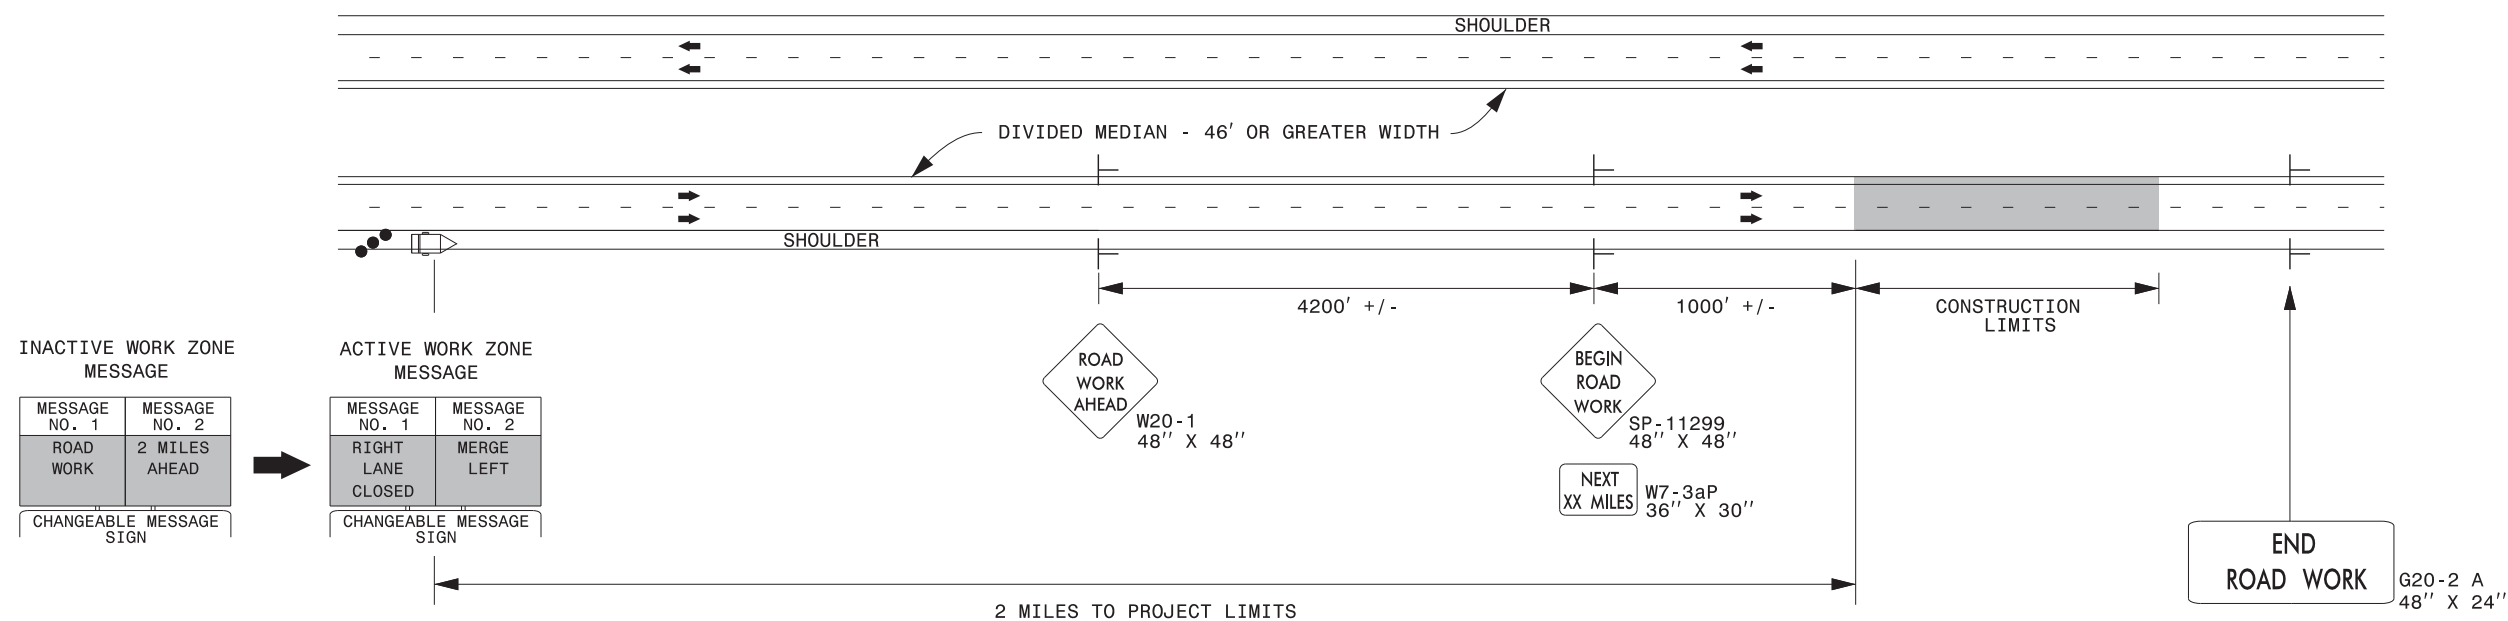 SHOULDER
DIVIDED MEDIAN - 46' OR GREATER WIDTH
SHOULDER
4200' +/-
1000' +/-
CONSTRUCTION
LIMITS
INACTIVE WORK ZONE
MESSAGE
MESSAGE
NO. 1
MESSAGE
NO. 2
ROAD
WORK
2 MILES
AHEAD
CHANGEABLE MESSAGE
SIGN
ACTIVE WORK ZONE
MESSAGE
MESSAGE
NO. 1
MESSAGE
NO. 2
RIGHT
LANE
CLOSED
MERGE
LEFT
CHANGEABLE MESSAGE
SIGN
ROAD
WORK
AHEAD
W20-1
48'' X 48''
BEGIN
ROAD
WORK
SP-11299
48'' X 48''
NEXT
XX MILES
W7-3aP
36'' X 30''
END
ROAD WORK
G20-2 A
48'' X 24''
2 MILES TO PROJECT LIMITS